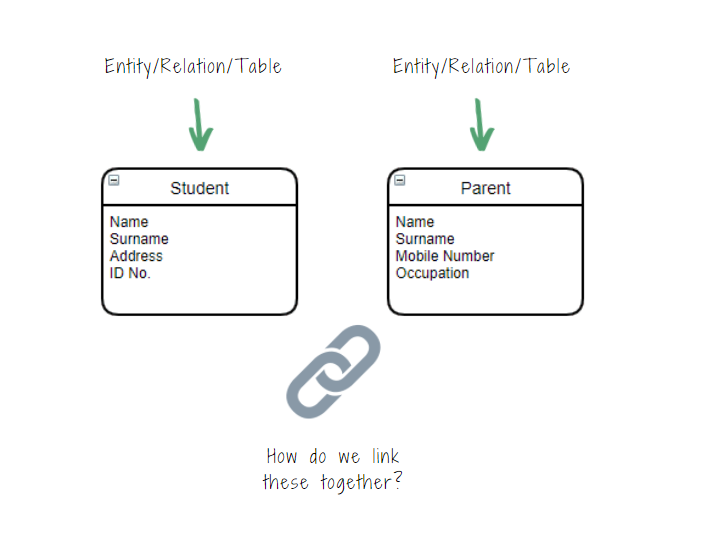 Entity/Relation/Table
Entity/Relation/Table
Student
Name
Surname
Address
ID No.
Parent
Name
Surname
Mobile Number
Occupation
How do we link
these together?